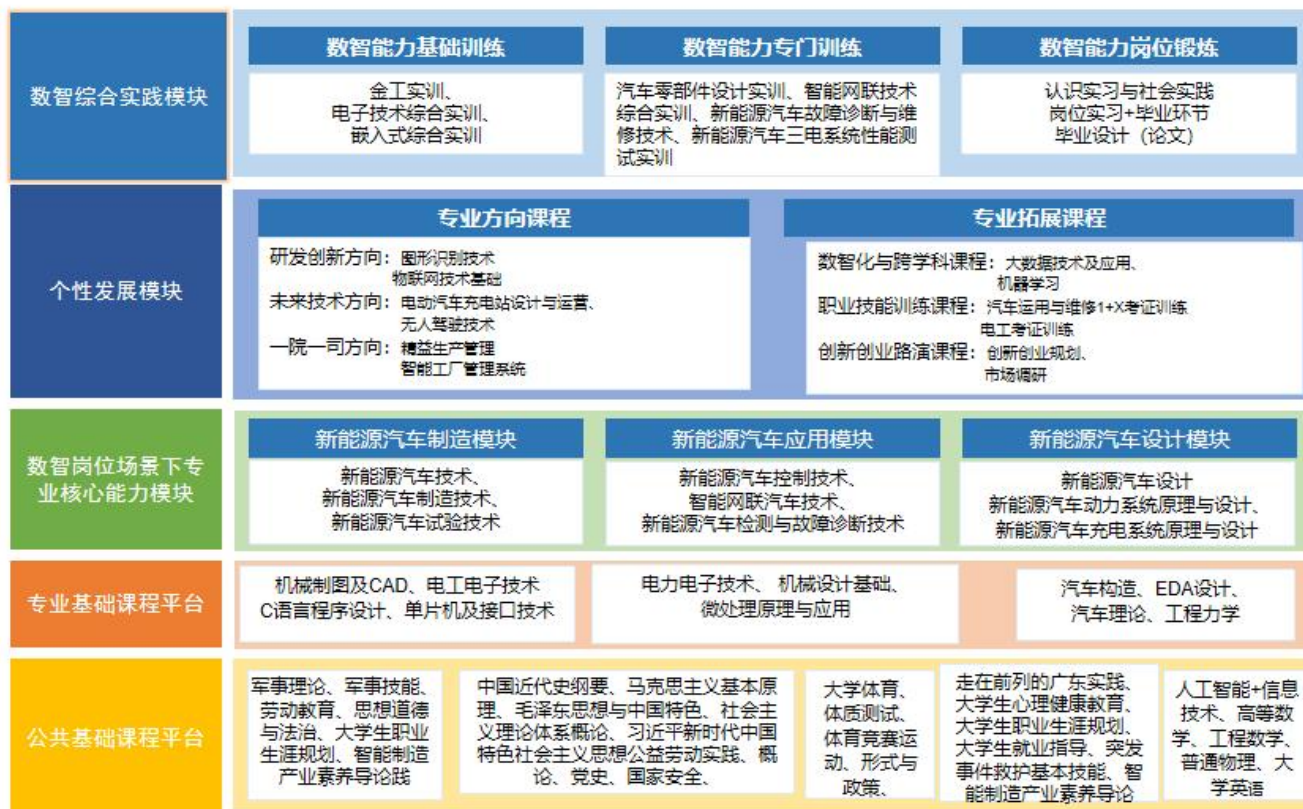 数智综合实践模块
数智能力基础训练
金工实训、
电子技术综合实训、
嵌入式综合实训
数智能力专门训练
汽车零部件设计实训、智能网联技术
综合实训、新能源汽车故障诊断与维
修技术、新能源汽车三电系统性能测
试实训
数智能力岗位锻炼
认识实习与社会实践
岗位实习+毕业环节
毕业设计（论文）
个性发展模块
专业方向课程
研发创新方向：图形识别技术
物联网技术基础
未来技术方向：电动汽车充电站设计与运营、
无人驾驶技术
一院一司方向：精益生产管理
智能工厂管理系统
专业拓展课程
数智化与跨学科课程：大数据技术及应用、
机器学习
职业技能训练课程：汽车运用与维修1+X考证训练
电工考证训练
创新创业路演课程：创新创业规划、
市场调研
数智岗位场景下专
业核心能力模块
新能源汽车制造模块
新能源汽车技术、
新能源汽车制造技术、
新能源汽车试验技术
新能源汽车应用模块
新能源汽车控制技术、
智能网联汽车技术、
新能源汽车检测与故障诊断技术
新能源汽车设计模块
新能源汽车设计
新能源汽车动力系统原理与设计、
新能源汽车充电系统原理与设计
专业基础课程平台
机械制图及CAD、电工电子技术
C语言程序设计、单片机及接口技术
电力电子技术、 机械设计基础、
微处理原理与应用
汽车构造、EDA设计、
汽车理论、工程力学
公共基础课程平台
军事理论、军事技能、
劳动教育、思想道德
与法治、大学生职业
生涯规划、智能制造
产业素养导论践
中国近代史纲要、马克思主义基本原
理、毛泽东思想与中国特色、社会主
义理论体系概论、习近平新时代中国
特色社会主义思想公益劳动实践、概
论、党史、国家安全、
大学体育、
体质测试、
体育竞赛运
动、形式与
政策、
走在前列的广东实践、
大学生心理健康教育、
大学生职业生涯规划、
大学生就业指导、突发
事件救护基本技能、智
能制造产业素养导论
人工智能+信息
技术、高等数
学、工程数学、
普通物理、大
学英语